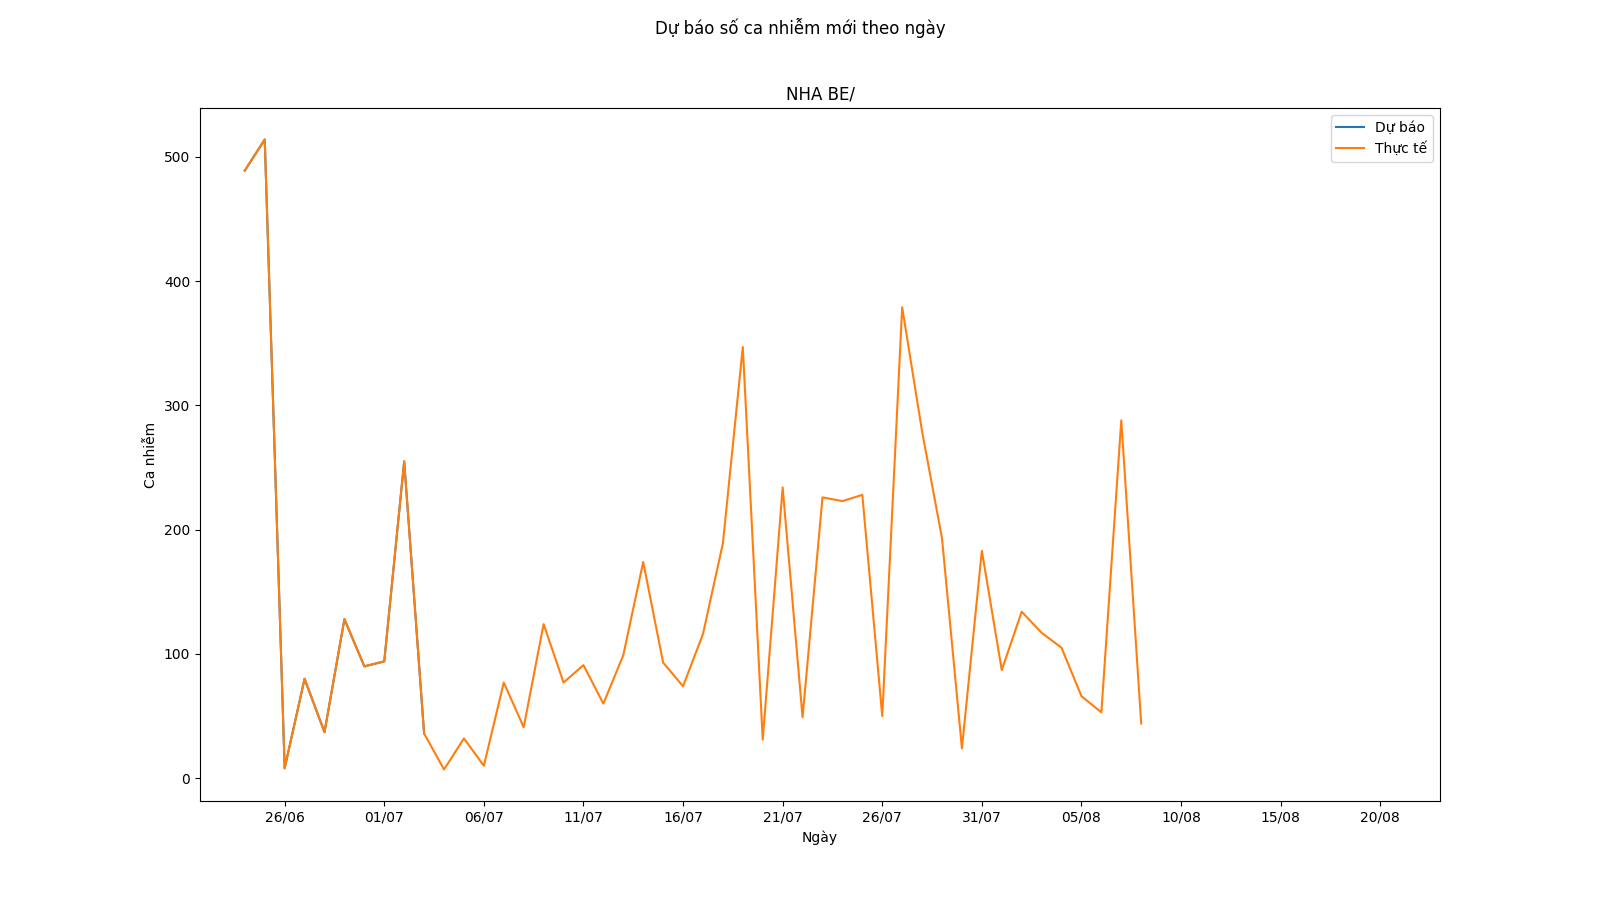 Dự báo số ca nhiễm mới theo ngày
NHA BE/
Dự báo
Thực tế
500
400
300
200
100
0
Ca nhiễm
26/06 01/07 06/07 11/07 16/07 21/07 26/07 31/07 05/08 10/08 15/08 20/08
Ngày